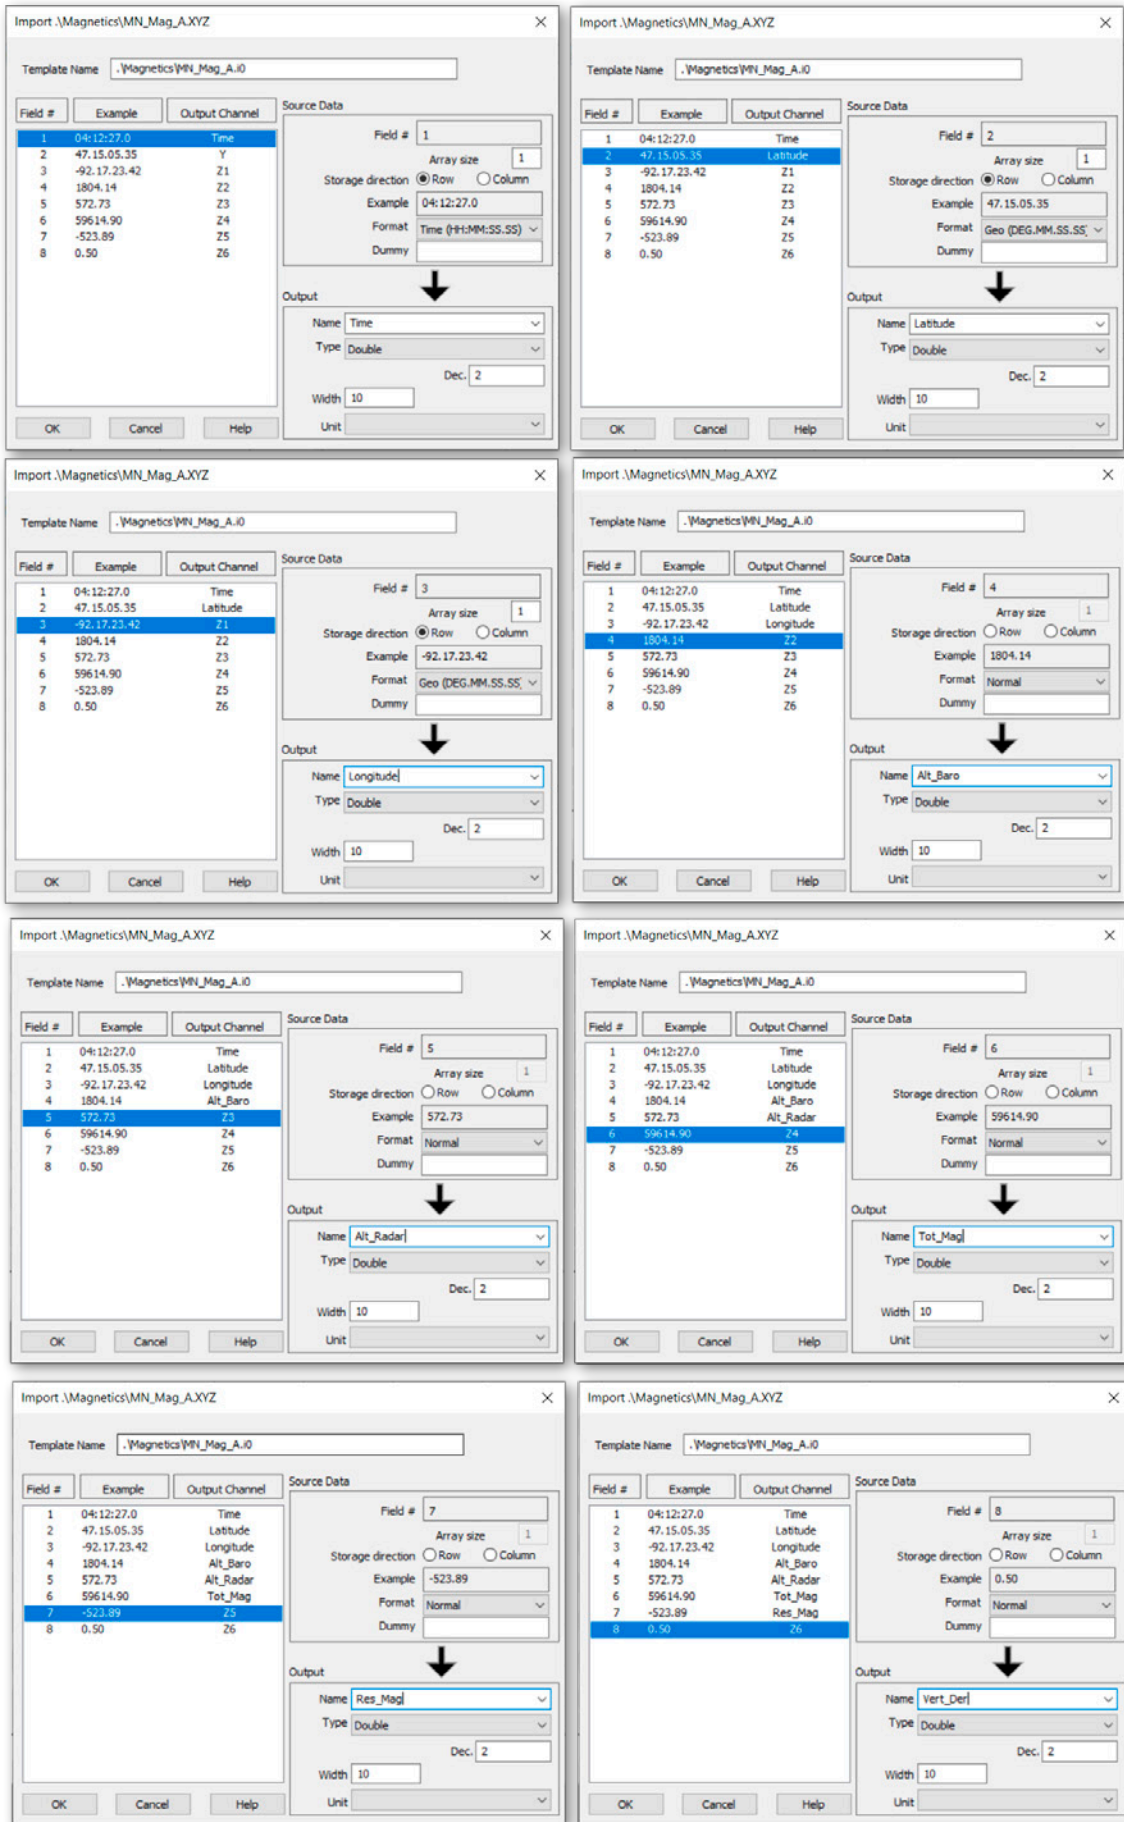 Import .\Magnetics\MN_Mag_A.XYZ
Template Name .\Magnetics\MN_Mag_A.i0
Field # Example Output Channel
1 04:12:27.0 Time
2 47.15.05.35 Y
3 -92.17.23.42 Z1
4 1804.14 Z2
5 572.73 Z3
6 59614.90 Z4
7 -523.89 Z5
8 0.50 Z6
OK Cancel Help
Source Data
Field # 1
Array size 1
Storage direction Row Column
Example 04:12:27.0
Format Time (HH:MM:SS.SS)
Dummy
Output
Name Time
Type Double
Dec. 2
Width 10
Unit
Import .\Magnetics\MN_Mag_A.XYZ
Template Name .\Magnetics\MN_Mag_A.i0
Field # Example Output Channel
1 04:12:27.0 Time
2 47.15.05.35 Latitude
3 -92.17.23.42 Z1
4 1804.14 Z2
5 572.73 Z3
6 59614.90 Z4
7 -523.89 Z5
8 0.50 Z6
OK Cancel Help
Source Data
Field # 2
Array size 1
Storage direction Row Column
Example 47.15.05.35
Format Geo (DEG.MM.SS.SS)
Dummy
Output
Name Latitude
Type Double
Dec. 2
Width 10
Unit
Import .\Magnetics\MN_Mag_A.XYZ
Template Name .\Magnetics\MN_Mag_A.i0
Field # Example Output Channel
1 04:12:27.0 Time
2 47.15.05.35 Latitude
3 -92.17.23.42 Z1
4 1804.14 Z2
5 572.73 Z3
6 59614.90 Z4
7 -523.89 Z5
8 0.50 Z6
OK Cancel Help
Source Data
Field # 3
Array size 1
Storage direction Row Column
Example -92.17.23.42
Format Geo (DEG.MM.SS.SS)
Dummy
Output
Name Longitude
Type Double
Dec. 2
Width 10
Unit
Import .\Magnetics\MN_Mag_A.XYZ
Template Name .\Magnetics\MN_Mag_A.i0
Field # Example Output Channel
1 04:12:27.0 Time
2 47.15.05.35 Latitude
3 -92.17.23.42 Longitude
4 1804.14 Z2
5 572.73 Z3
6 59614.90 Z4
7 -523.89 Z5
8 0.50 Z6
OK Cancel Help
Source Data
Field # 4
Array size 1
Storage direction Row Column
Example 1804.14
Format Normal
Dummy
Output
Name Alt_Baro
Type Double
Dec. 2
Width 10
Unit
Import .\Magnetics\MN_Mag_A.XYZ
Template Name .\Magnetics\MN_Mag_A.i0
Field # Example Output Channel
1 04:12:27.0 Time
2 47.15.05.35 Latitude
3 -92.17.23.42 Longitude
4 1804.14 Alt_Baro
5 572.73 Z3
6 59614.90 Z4
7 -523.89 Z5
8 0.50 Z6
OK Cancel Help
Source Data
Field # 5
Array size 1
Storage direction Row Column
Example 572.73
Format Normal
Dummy
Output
Name Alt_Radar
Type Double
Dec. 2
Width 10
Unit
Import .\Magnetics\MN_Mag_A.XYZ
Template Name .\Magnetics\MN_Mag_A.i0
Field # Example Output Channel
1 04:12:27.0 Time
2 47.15.05.35 Latitude
3 -92.17.23.42 Longitude
4 1804.14 Alt_Baro
5 572.73 Alt_Radar
6 59614.90 Z4
7 -523.89 Z5
8 0.50 Z6
OK Cancel Help
Source Data
Field # 6
Array size 1
Storage direction Row Column
Example 59614.90
Format Normal
Dummy
Output
Name Tot_Mag
Type Double
Dec. 2
Width 10
Unit
Import .\Magnetics\MN_Mag_A.XYZ
Template Name .\Magnetics\MN_Mag_A.i0
Field # Example Output Channel
1 04:12:27.0 Time
2 47.15.05.35 Latitude
3 -92.17.23.42 Longitude
4 1804.14 Alt_Baro
5 572.73 Alt_Radar
6 59614.90 Tot_Mag
7 -523.89 Z5
8 0.50 Z6
OK Cancel Help
Source Data
Field # 7
Array size 1
Storage direction Row Column
Example -523.89
Format Normal
Dummy
Output
Name Res_Mag
Type Double
Dec. 2
Width 10
Unit
Import .\Magnetics\MN_Mag_A.XYZ
Template Name .\Magnetics\MN_Mag_A.i0
Field # Example Output Channel
1 04:12:27.0 Time
2 47.15.05.35 Latitude
3 -92.17.23.42 Longitude
4 1804.14 Alt_Baro
5 572.73 Alt_Radar
6 59614.90 Tot_Mag
7 -523.89 Res_Mag
8 0.50 Z6
OK Cancel Help
Source Data
Field # 8
Array size 1
Storage direction Row Column
Example 0.50
Format Normal
Dummy
Output
Name Vert_Der
Type Double
Dec. 2
Width 10
Unit